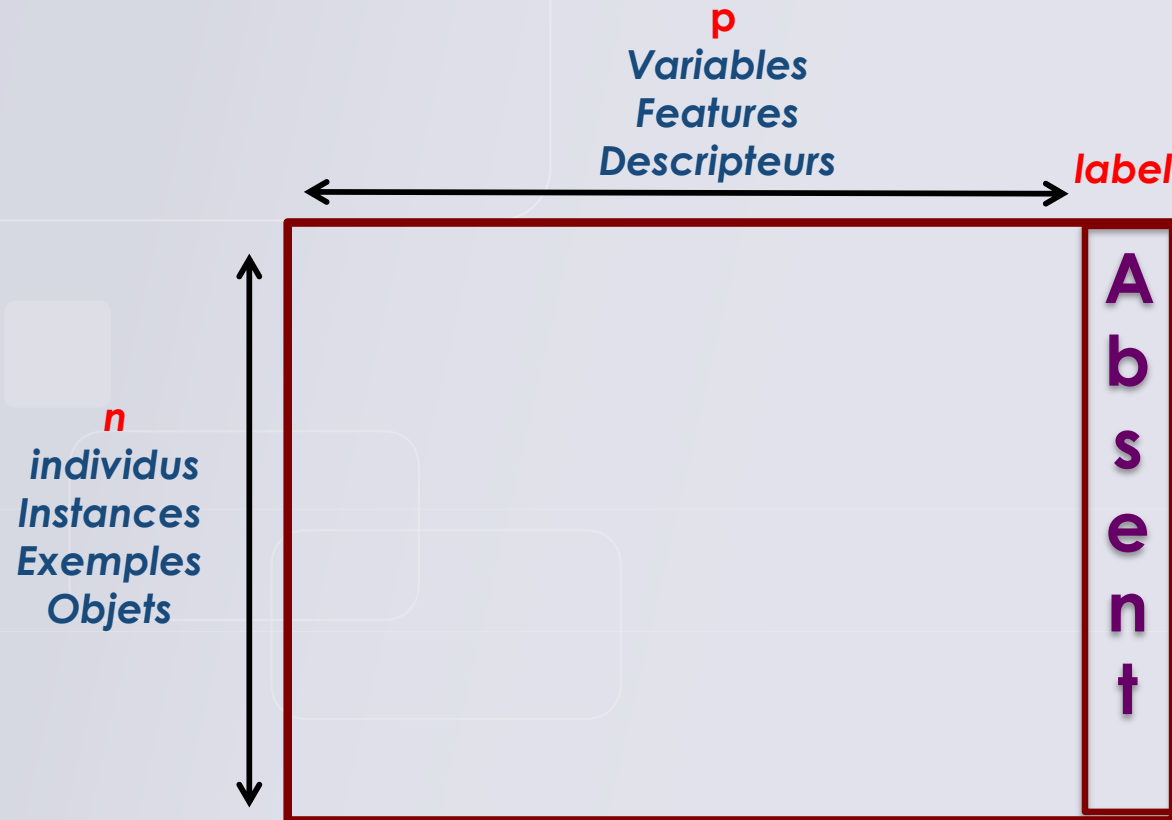 p
Variables
Features
Descripteurs
label
n
individus
Instances
Exemples
Objets
A
b
s
e
n
t